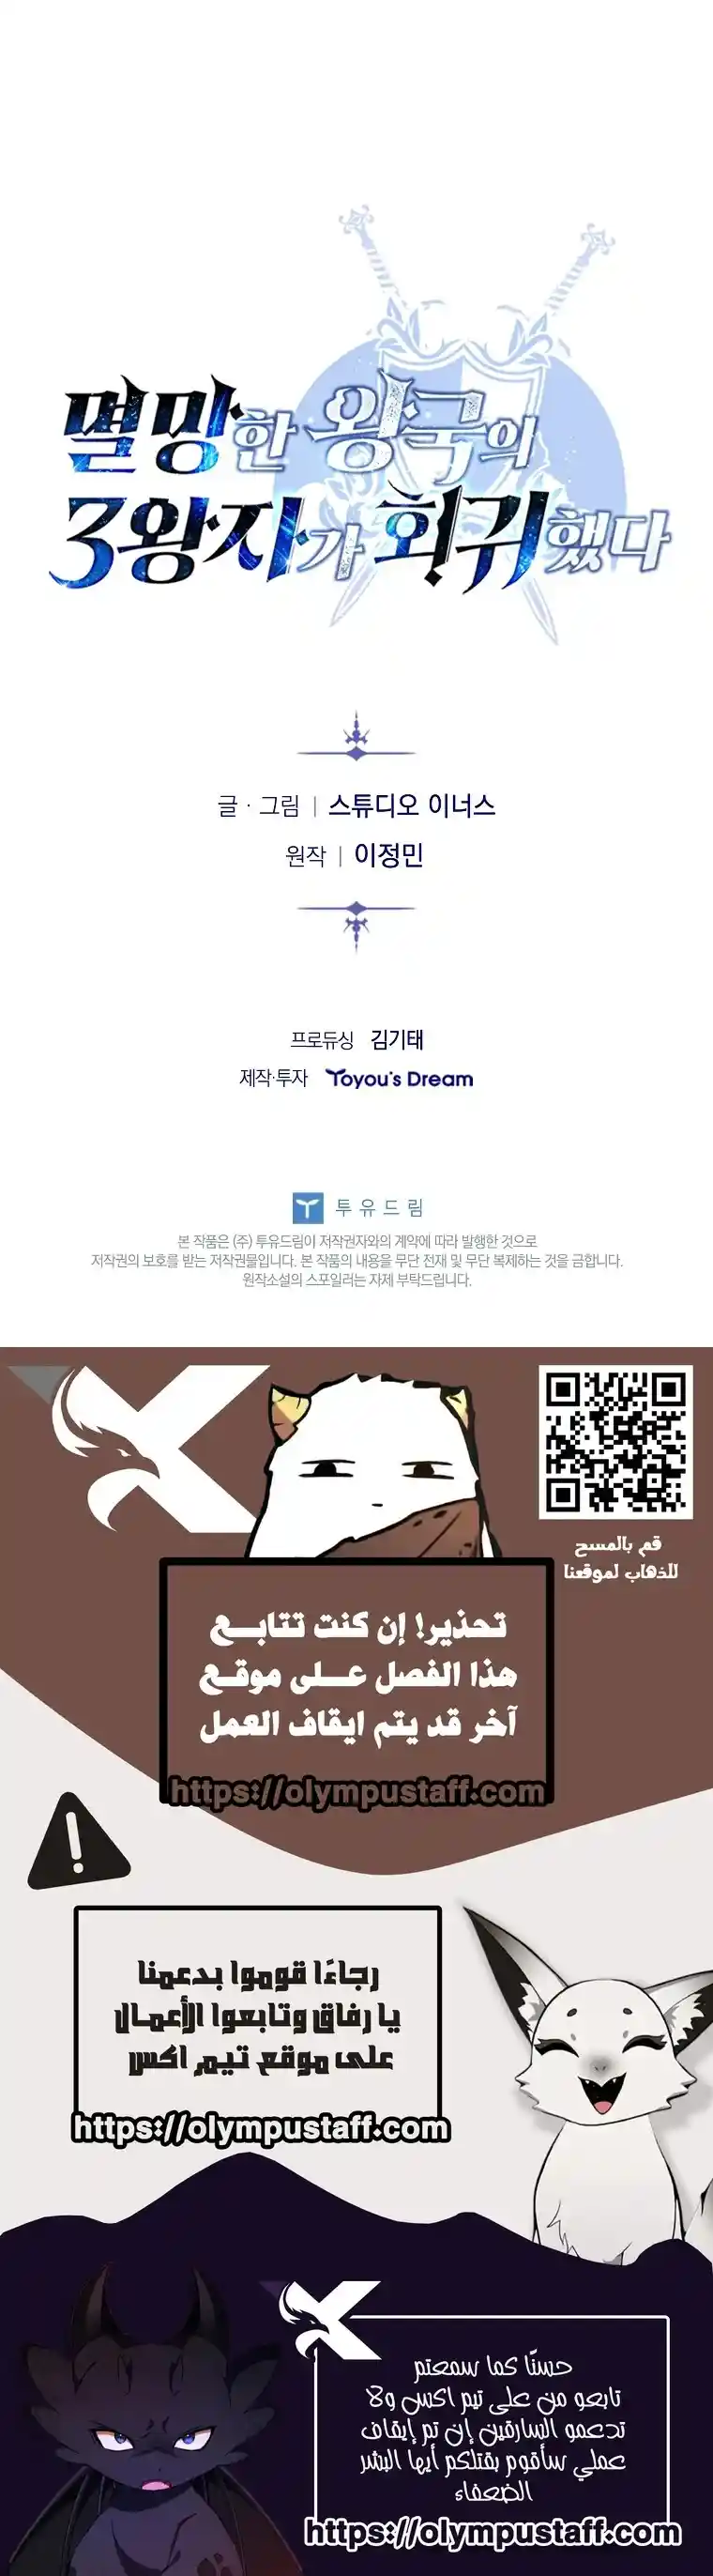 멸망한 왕국의
3왕자가 회귀했다
글 · 그림 | 스튜디오 이너스
원작 | 이정민
프로듀싱 김기태
제작·투자 Toyou's Dream
투유드림
본 작품은 (주) 투유드림이 저작권자와의 계약에 따라 발행한 것으로
저작권의 보호를 받는 저작권물입니다. 본 작품의 내용을 무단 전재 및 무단 복제하는 것을 금합니다.
원작소설의 스포일러는 자제 부탁드립니다.
قم بالمسح
للذهاب لموقعنا
تحذير! إن كنت تتابع
هذا الفصل على موقع
آخر قد يتم ايقاف العمل
https://olympustaff.com
رجاءًا قوموا بدعمنا
يا رفاق وتابعوا الأعمال
على موقع تيم اكس
https://olympustaff.com
حسنًا كما سمعتم
تابعو من على تيم اكس ولا
تدعمو السارقين إن تم إيقاف
عملي سأقوم بقتلكم أيها البشر
الضعفاء
https://olympustaff.com